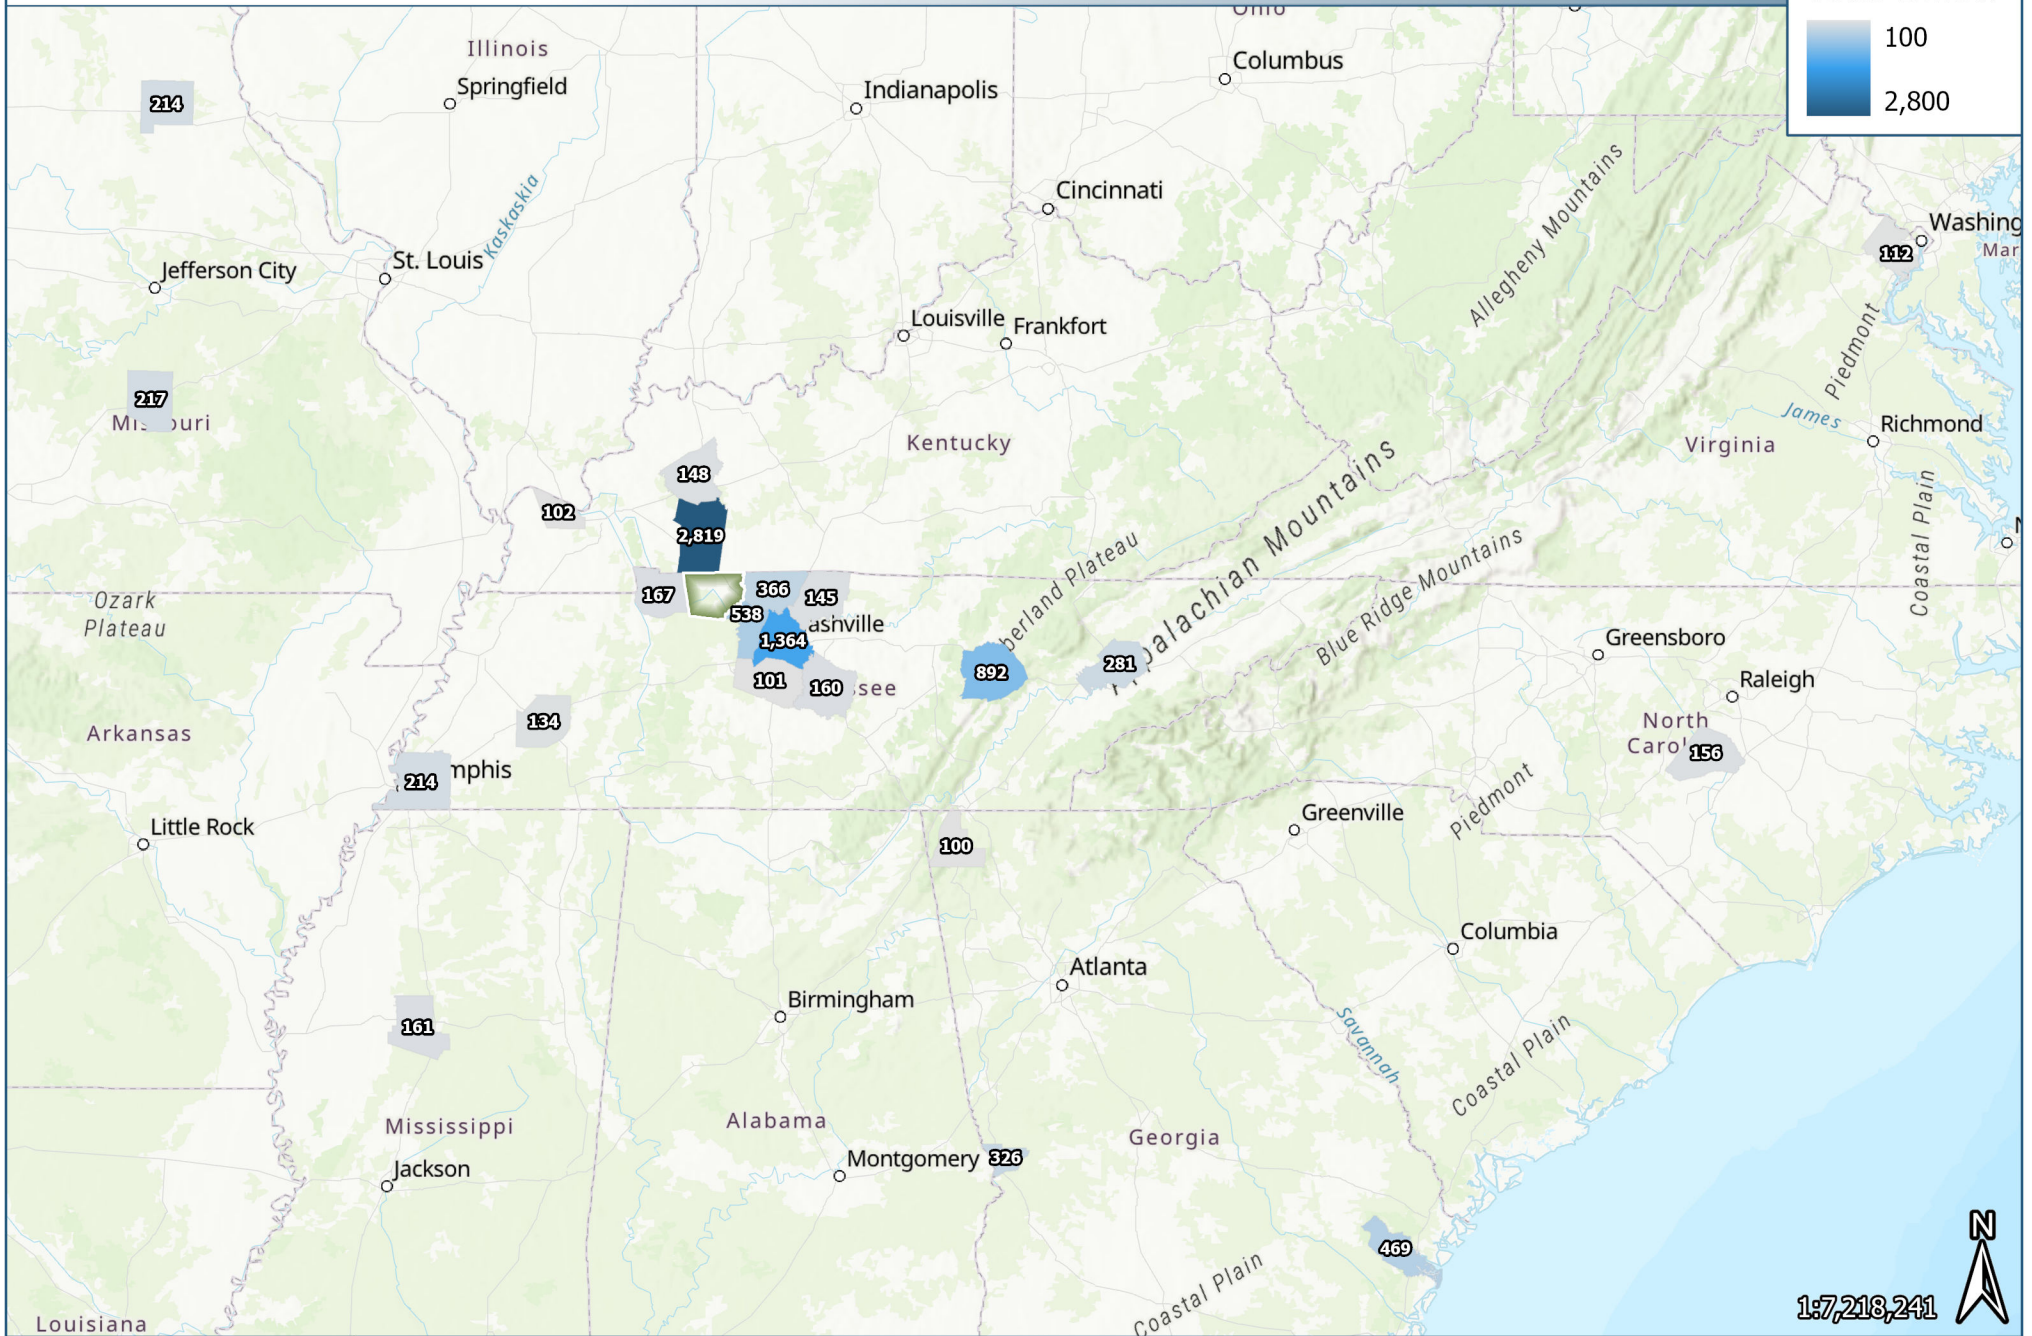 Ohio
100
2,800
Illinois
Springfield
Indianapolis
Columbus
214
Kaskaskia
Cincinnati
Allegheny Mountains
Washing
Mar
112
Jefferson City
St. Louis
Louisville
Frankfort
Piedmont
217
Missouri
Kentucky
James
Richmond
Virginia
148
102
2,819
Appalachian Mountains
Coastal Plain
N
Ozark
Plateau
167
366
145
538
ashville
1,364
berland Plateau
Blue Ridge Mountains
Greensboro
101
160
ssee
892
281
Raleigh
North
Carol
156
Arkansas
134
214
mphis
Little Rock
100
Greenville
Piedmont
Columbia
Atlanta
Birmingham
161
Savannah
Coastal Plain
Mississippi
Alabama
Georgia
Jackson
Montgomery
326
469
Coastal Plain
Louisiana
N
1:7,218,241